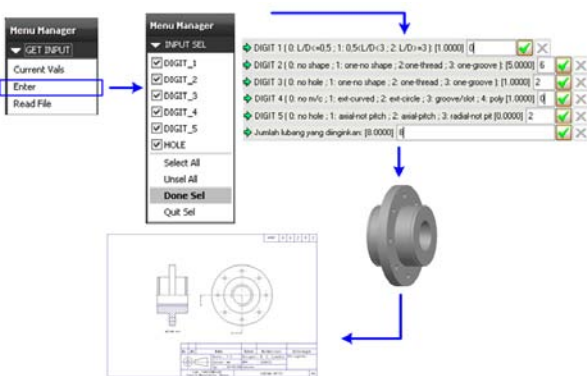 Menu Manager
GET INPUT
Current Vals
Enter
Read File
Menu Manager
INPUT SEL
DIGIT_1
DIGIT_2
DIGIT_3
DIGIT_4
DIGIT_5
HOLE
Select All
Unsel All
Done Sel
Quit Sel
DIGIT 1 ( 0: L/D<=0,5 ; 1: 0,5<L/D<3 ; 2: L/D>=3 ): [1.0000] 0
DIGIT 2 ( 0: no shape ; 1: one-no shape ; 2:one-thread ; 3: one-groove ): [5.0000] 6
DIGIT 3 ( 0: no hole ; 1: one-no shape ; 2: one-thread ; 3: one-groove ): [1.0000] 2
DIGIT 4 ( 0: no m/c ; 1: ext-curved ; 2: ext-circle ; 3: groove/slot ; 4: poly [1.0000] 0
DIGIT 5 ( 0: no hole ; 1: axial-not pitch ; 2: axial-pitch ; 3: radial-not pit [0.0000] 2
Jumlah lubang yang diinginkan: [8.0000] 8